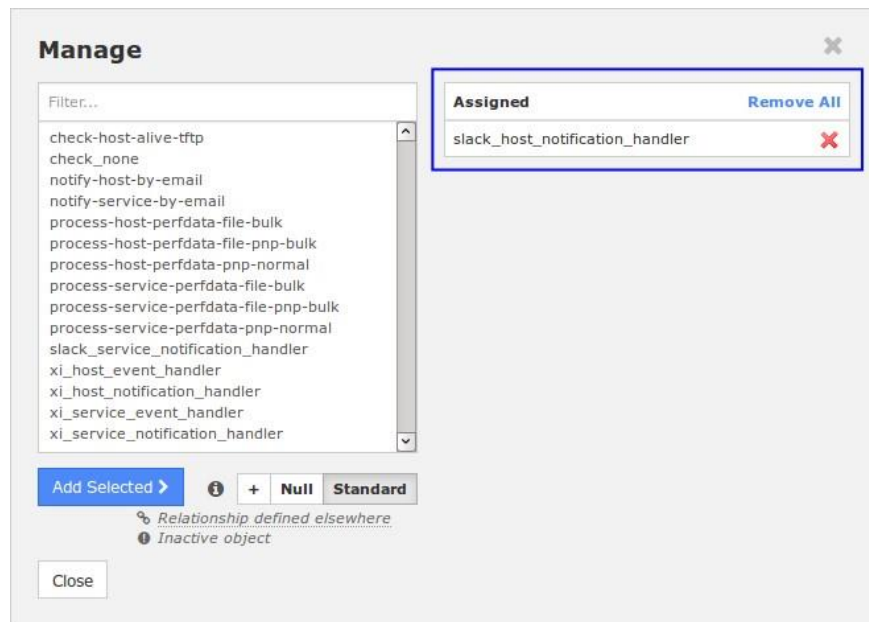 Manage
Filter...
check-host-alive-tftp
check_none
notify-host-by-email
notify-service-by-email
process-host-perfdata-file-bulk
process-host-perfdata-file-pnp-bulk
process-host-perfdata-pnp-normal
process-service-perfdata-file-bulk
process-service-perfdata-file-pnp-bulk
process-service-perfdata-pnp-normal
slack_service_notification_handler
xi_host_event_handler
xi_host_notification_handler
xi_service_event_handler
xi_service_notification_handler
Assigned Remove All
slack_host_notification_handler
Add Selected + Null Standard
Relationship defined elsewhere
Inactive object
Close